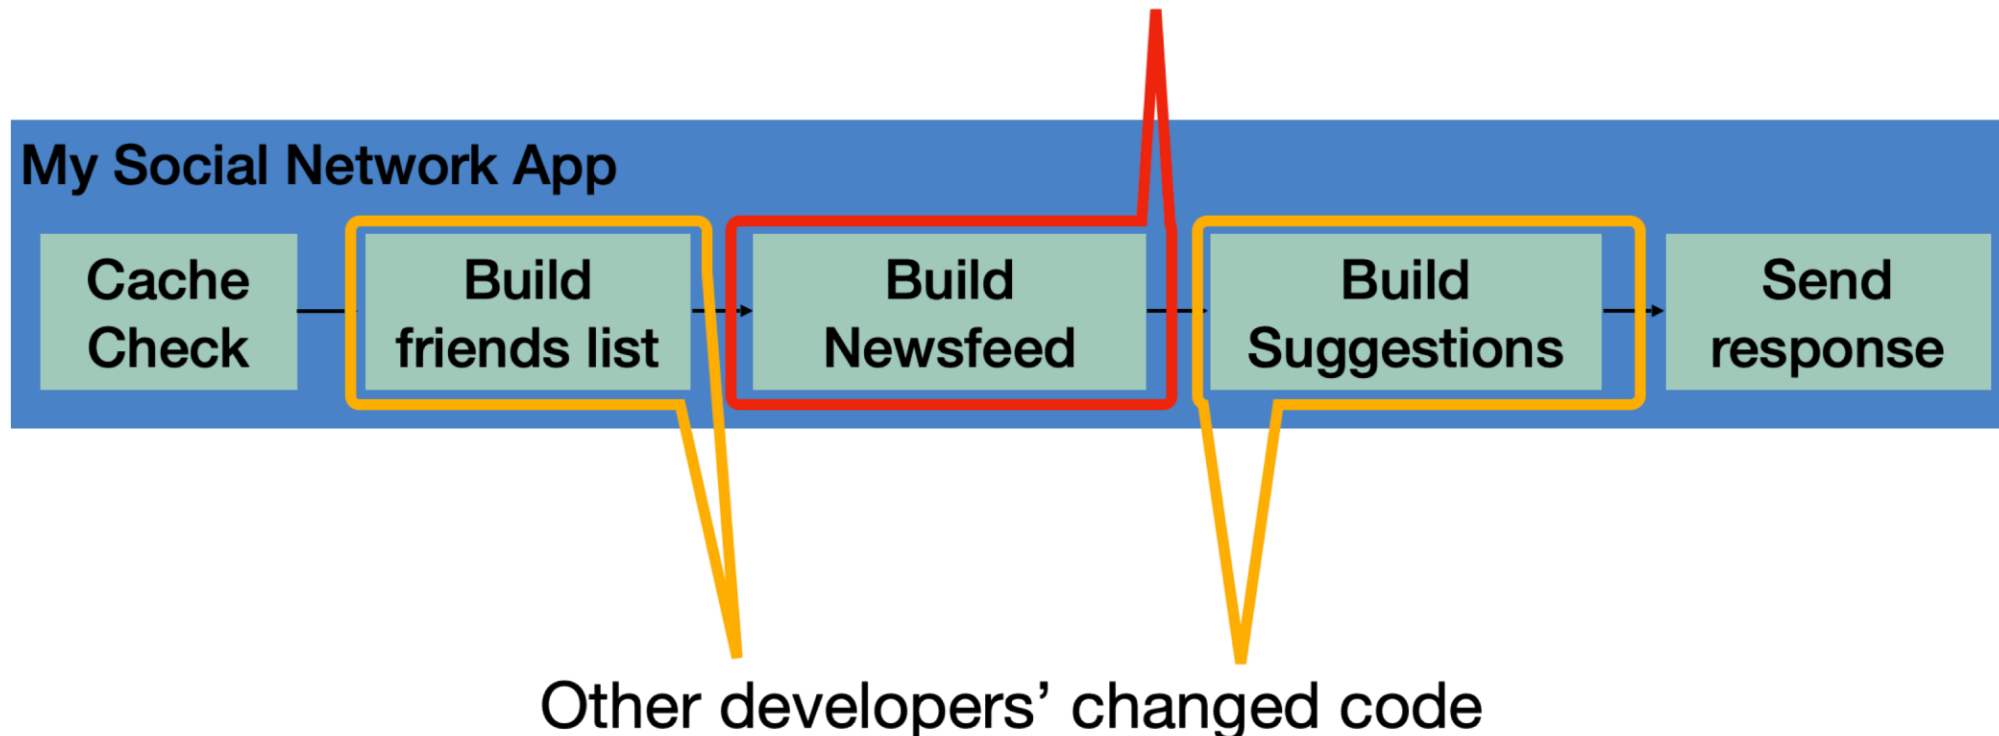 My Social Network App
Cache
Check
Build
friends list
Build
Newsfeed
Build
Suggestions
Send
response
Other developers’ changed code